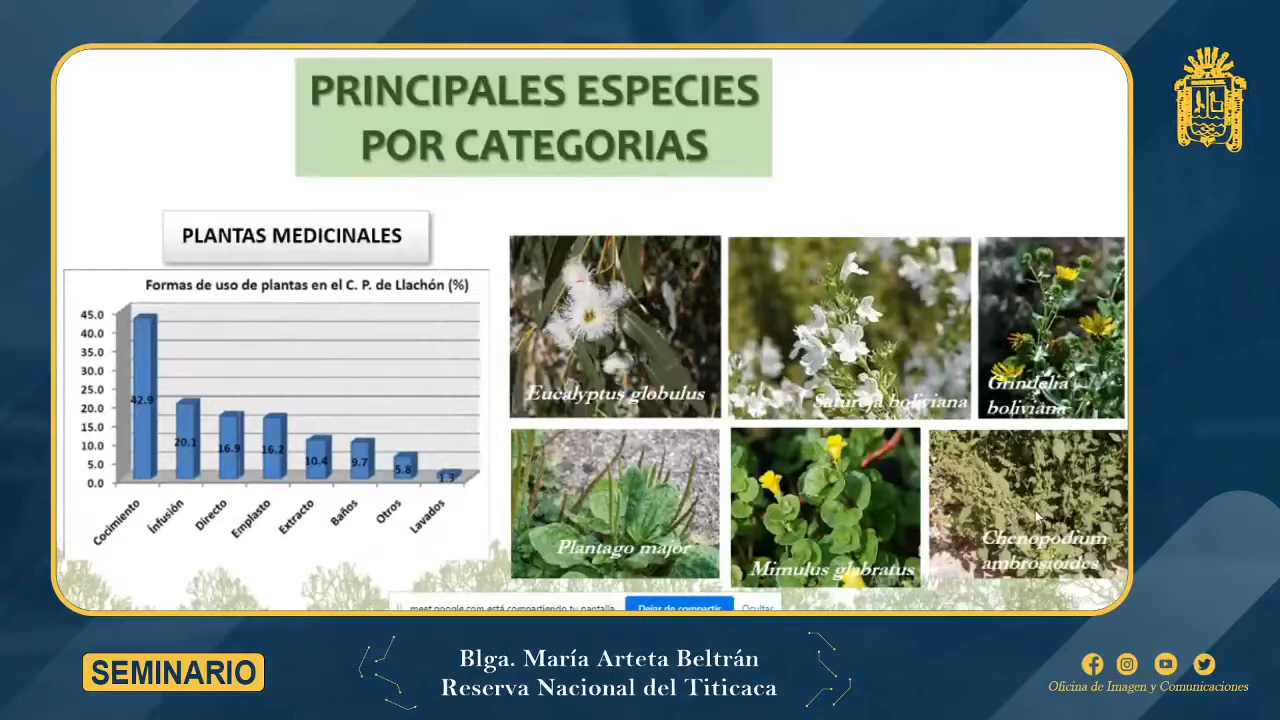 PRINCIPALES ESPECIES
POR CATEGORIAS
PLANTAS MEDICINALES
Formas de uso de plantas en el C. P. de Llachón (%)
45.0
40.0
35.0
30.0
25.0
20.0
15.0
10.0
5.0
0.0
42.9
20.1
16.9
16.2
10.4
9.7
5.8
1.3
Cocimiento
Infusión
Directo
Emplasto
Extracto
Baños
Otros
Lavados
Eucalyptus globulus
Satureja boliviana
Grindelia
boliviana
Plantago major
Mimulus glabratus
Chenopodium
ambrosioides
meet.google.com está compartiendo tu pantalla.
Dejar de compartir
Ocultar
SEMINARIO
Blga. María Arteta Beltrán
Reserva Nacional del Titicaca
Oficina de Imagen y Comunicaciones